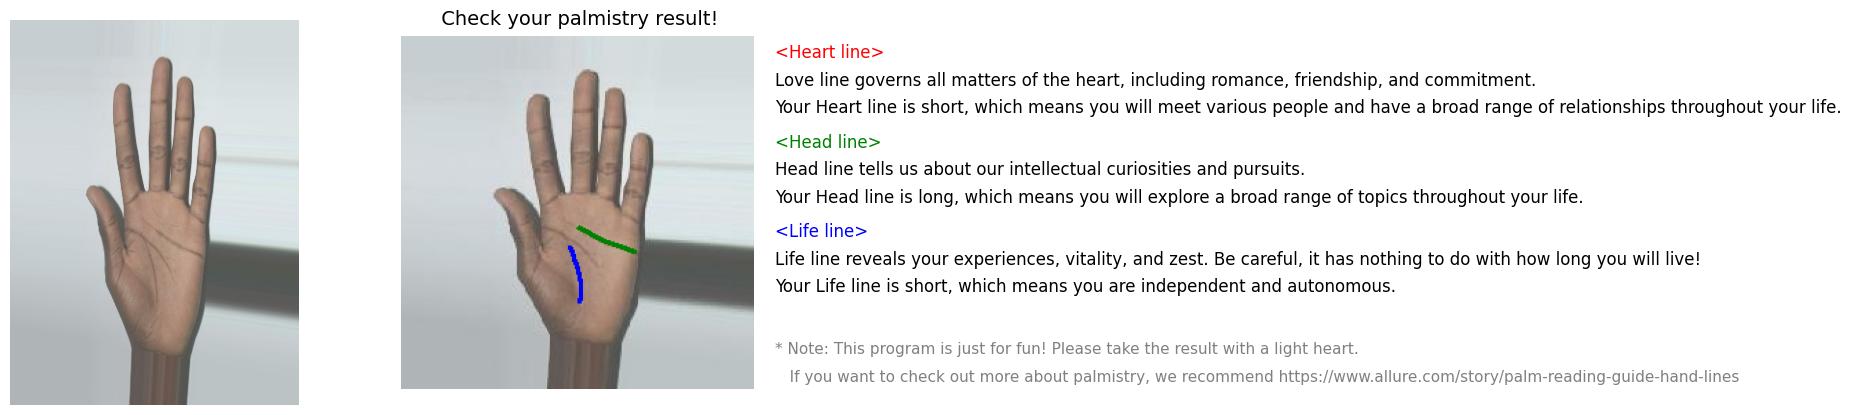 Check your palmistry result!
<Heart line>
Love line governs all matters of the heart, including romance, friendship, and commitment.
Your Heart line is short, which means you will meet various people and have a broad range of relationships throughout your life.
<Head line>
Head line tells us about our intellectual curiosities and pursuits.
Your Head line is long, which means you will explore a broad range of topics throughout your life.
<Life line>
Life line reveals your experiences, vitality, and zest. Be careful, it has nothing to do with how long you will live!
Your Life line is short, which means you are independent and autonomous.
* Note: This program is just for fun! Please take the result with a light heart.
If you want to check out more about palmistry, we recommend https://www.allure.com/story/palm-reading-guide-hand-lines